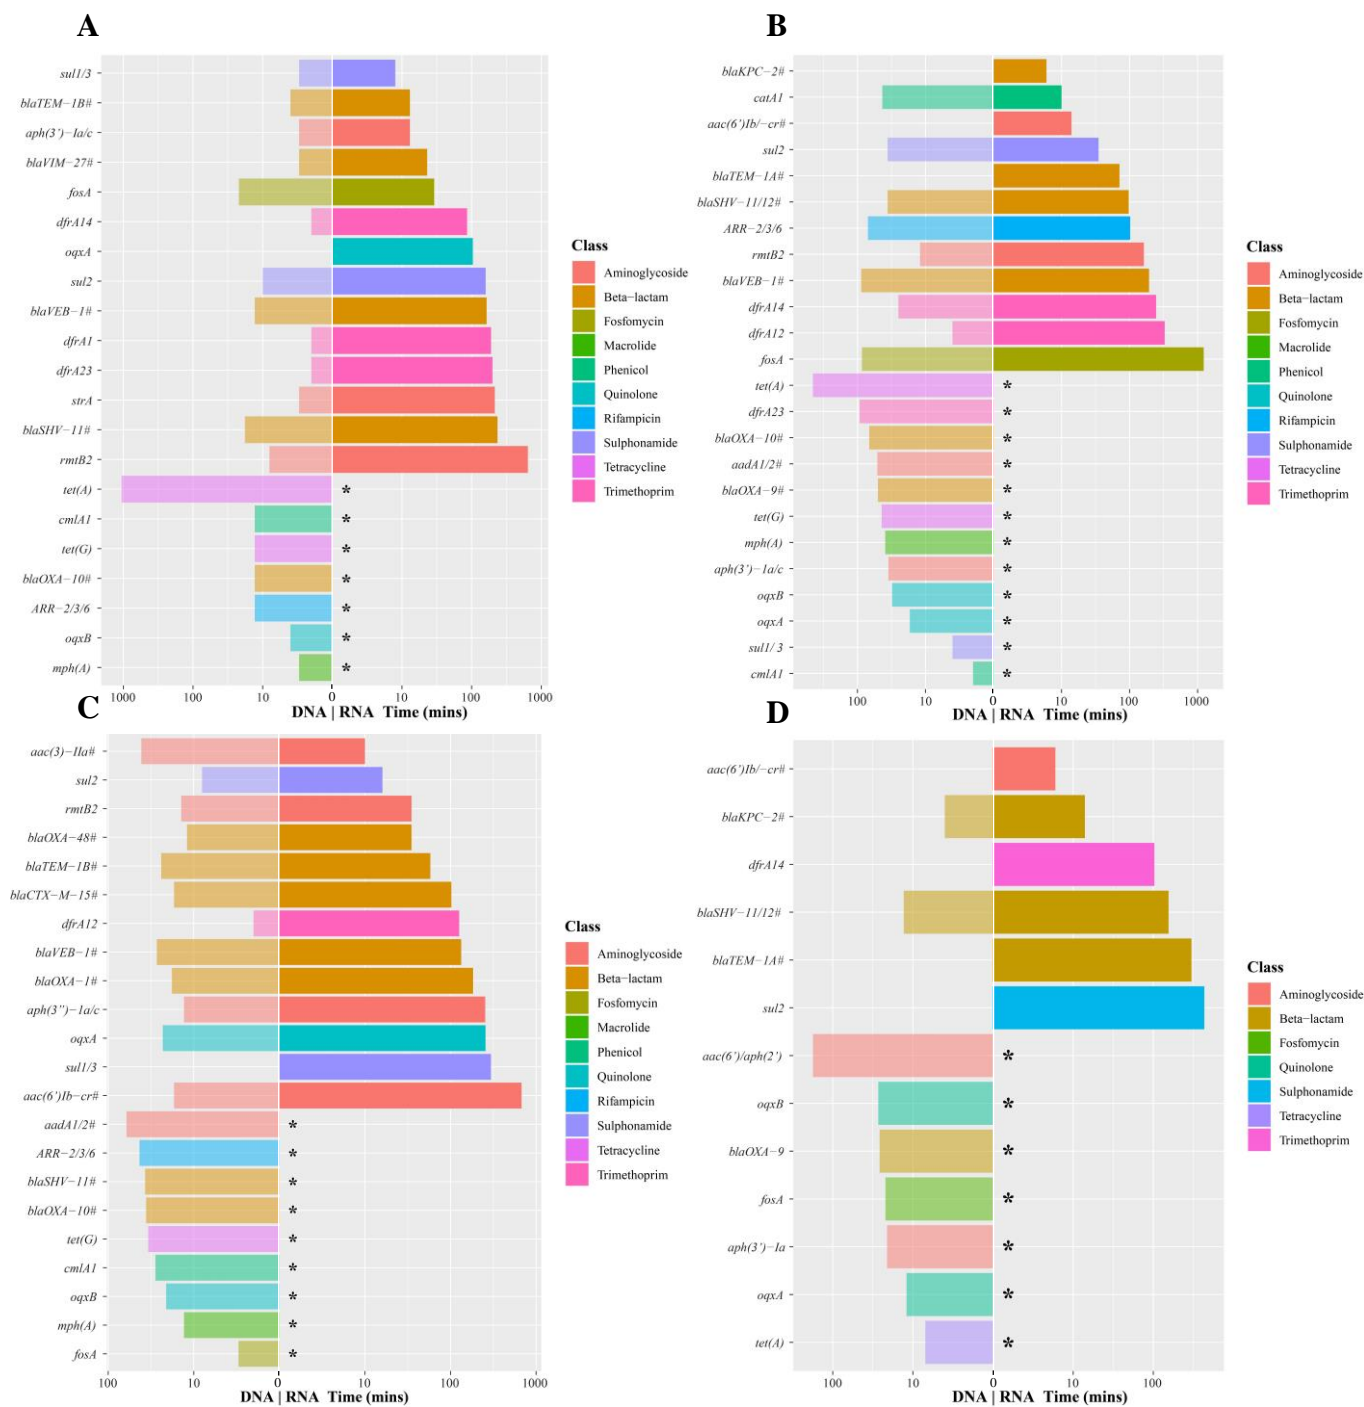 A
sul1/3
blaTEM−1B#
aph(3’)−Ia/c
blaVIM−27#
fosA
dfrA14
oqxA
sul2
blaVEB−1#
dfrA1
dfrA23
strA
blaSHV−11#
rmtB2
tet(A) *
cmlA1 *
tet(G) *
blaOXA−10# *
ARR−2/3/6 *
oqxB *
mph(A) *
1000 100 10 0 10 100 1000
DNA | RNA Time (mins)
Class
Aminoglycoside
Beta−lactam
Fosfomycin
Macrolide
Phenicol
Quinolone
Rifampicin
Sulphonamide
Tetracycline
Trimethoprim
B
blaKPC−2#
catA1
aac(6’)Ib/−cr#
sul2
blaTEM−1A#
blaSHV−11/12#
ARR−2/3/6
rmtB2
blaVEB−1#
dfrA14
dfrA12
fosA
tet(A) *
dfrA23 *
blaOXA−10# *
aadA1/2# *
blaOXA−9# *
tet(G) *
mph(A) *
aph(3’)−1a/c *
oqxB *
oqxA *
sul1/ 3 *
cmlA1 *
100 10 0 10 100 1000
DNA | RNA Time (mins)
Class
Aminoglycoside
Beta−lactam
Fosfomycin
Macrolide
Phenicol
Quinolone
Rifampicin
Sulphonamide
Tetracycline
Trimethoprim
C
aac(3)−IIa#
sul2
rmtB2
blaOXA−48#
blaTEM−1B#
blaCTX−M−15#
dfrA12
blaVEB−1#
blaOXA−1#
aph(3’’)−1a/c
oqxA
sul1/3
aac(6’)Ib−cr#
aadA1/2# *
ARR−2/3/6 *
blaSHV−11# *
blaOXA−10# *
tet(G) *
cmlA1 *
oqxB *
mph(A) *
fosA *
100 10 0 10 100 1000
DNA | RNA Time (mins)
Class
Aminoglycoside
Beta−lactam
Fosfomycin
Macrolide
Phenicol
Quinolone
Rifampicin
Sulphonamide
Tetracycline
Trimethoprim
D
aac(6’)Ib/−cr#
blaKPC−2#
dfrA14
blaSHV−11/12#
blaTEM−1A#
sul2
aac(6’)/aph(2’) *
oqxB *
blaOXA−9 *
fosA *
aph(3’)−Ia *
oqxA *
tet(A) *
100 10 0 10 100
DNA | RNA Time (mins)
Class
Aminoglycoside
Beta−lactam
Fosfomycin
Quinolone
Sulphonamide
Tetracycline
Trimethoprim